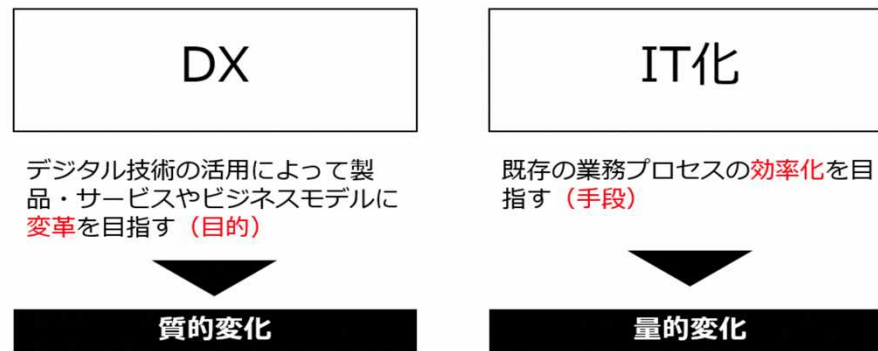 DX
デジタル技術の活用によって製
品・サービスやビジネスモデルに
変革を目指す（目的）
質的変化
IT化
既存の業務プロセスの効率化を目
指す（手段）
量的変化